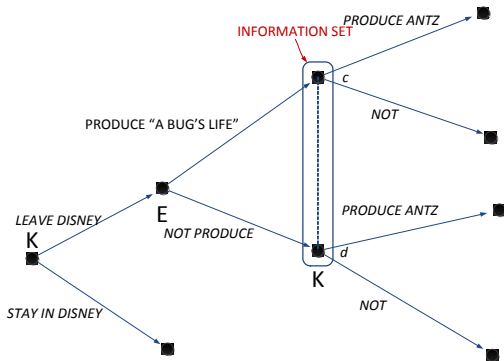 PRODUCE ANTZ
INFORMATION SET
c
NOT
PRODUCE "A BUG'S LIFE"
E
LEAVE DISNEY
PRODUCE ANTZ
NOT PRODUCE
K
d
K
NOT
STAY IN DISNEY